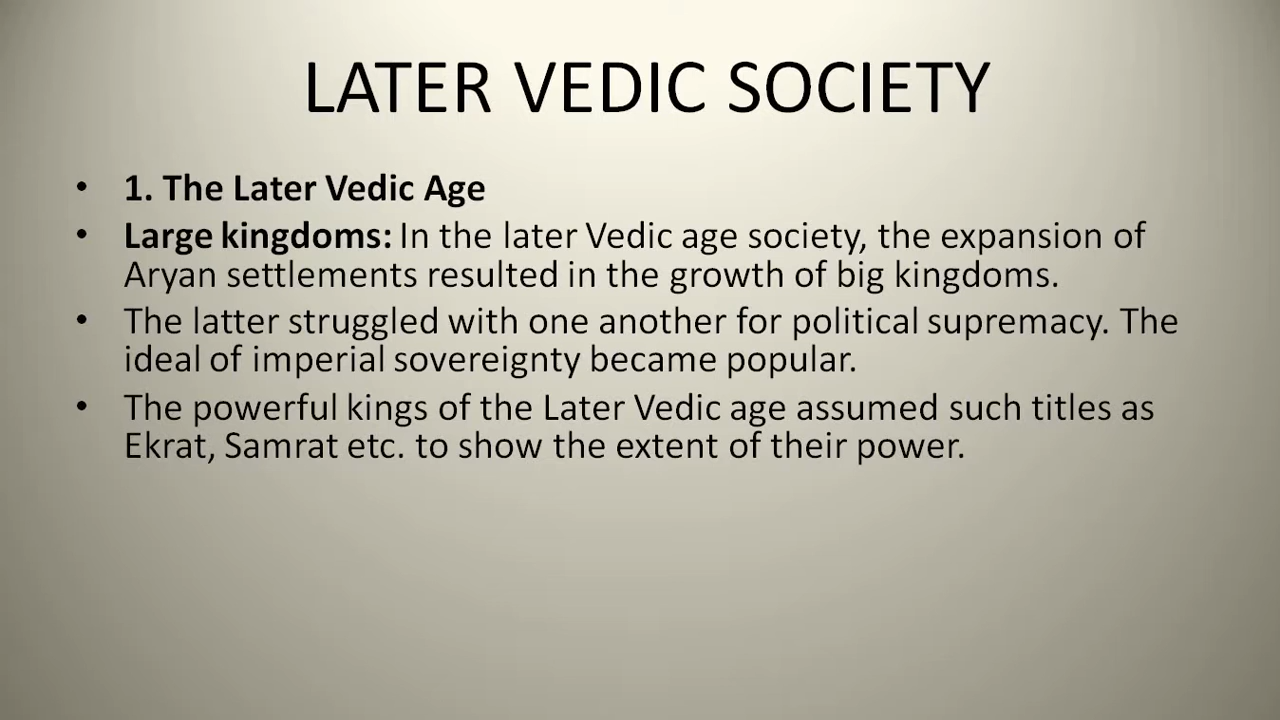 LATER VEDIC SOCIETY
• 1. The Later Vedic Age
• Large kingdoms: In the later Vedic age society, the expansion of
Aryan settlements resulted in the growth of big kingdoms.
• The latter struggled with one another for political supremacy. The
ideal of imperial sovereignty became popular.
• The powerful kings of the Later Vedic age assumed such titles as
Ekrat, Samrat etc. to show the extent of their power.